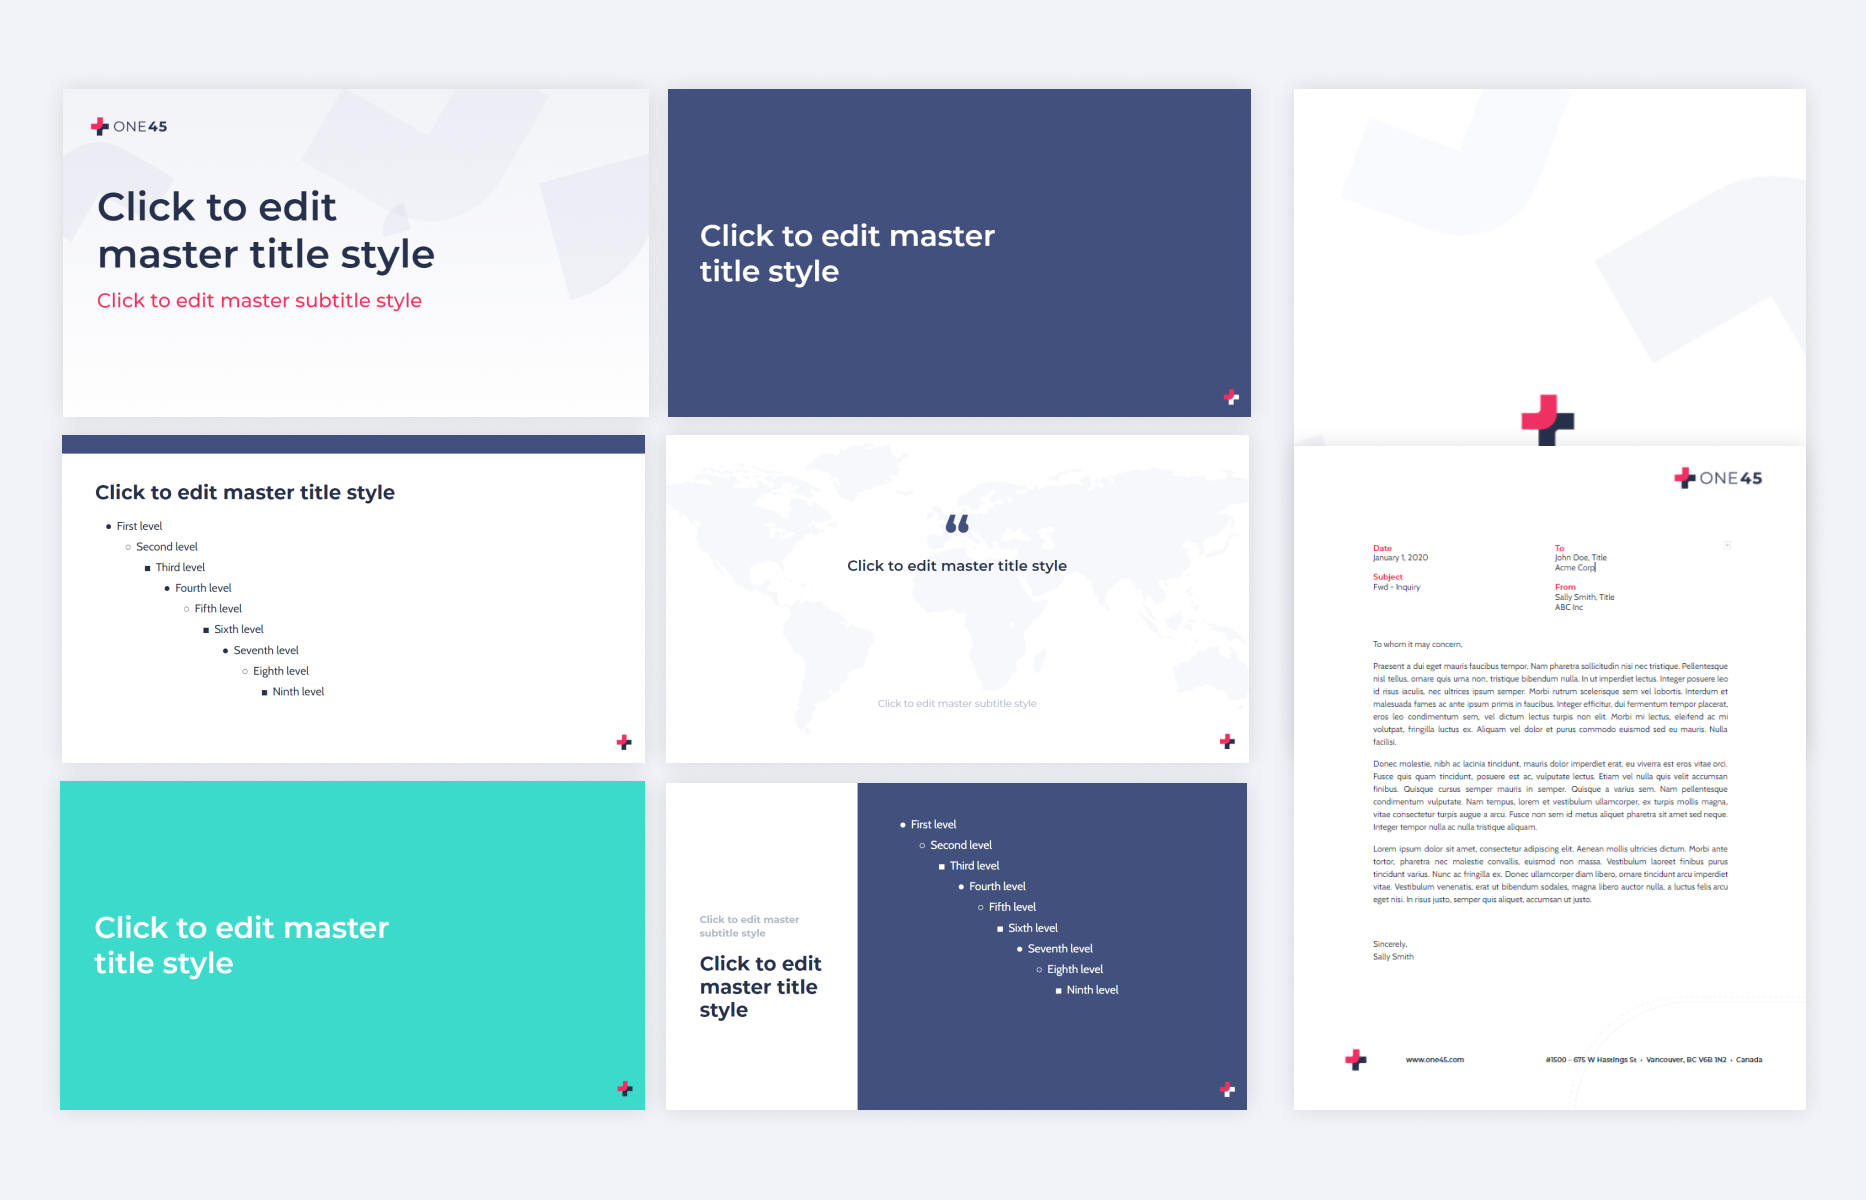 ONE45
Click to edit
master title style
Click to edit master subtitle style
Click to edit master
title style
Click to edit master title style
● First level
○ Second level
■ Third level
● Fourth level
○ Fifth level
■ Sixth level
● Seventh level
○ Eighth level
■ Ninth level
“
Click to edit master title style
Click to edit master subtitle style
Click to edit master
title style
Click to edit master
subtitle style
Click to edit
master title
style
● First level
○ Second level
■ Third level
● Fourth level
○ Fifth level
■ Sixth level
● Seventh level
○ Eighth level
■ Ninth level
ONE45
Date
January 1, 2020
Subject
Fwd - Inquiry
To
John Doe, Title
Acme Corp
From
Sally Smith, Title
ABC Inc
To whom it may concern,
Praesent a dui eget mauris faucibus tempor. Nam pharetra sollicitudin nisi nec tristique. Pellentesque
nisl tellus, ornare quis urna non, tristique bibendum nulla. In ut imperdiet lectus. Integer posuere leo
id risus iaculis, nec ultrices ipsum semper. Morbi rutrum scelerisque sem vel lobortis. Interdum et
malesuada fames ac ante ipsum primis in faucibus. Integer efficitur, dui fermentum tempor placerat,
eros leo condimentum sem, vel dictum lectus turpis non elit. Morbi mi lectus, eleifend ac mi
volutpat, fringilla luctus ex. Aliquam vel dolor et purus commodo euismod sed eu mauris. Nulla
facilisi.
Donec molestie, nibh ac lacinia tincidunt, mauris dolor imperdiet erat, eu viverra est eros vitae orci.
Fusce quis quam tincidunt, posuere est ac, vulputate lectus. Etiam vel nulla quis velit accumsan
finibus. Quisque cursus semper mauris in semper. Quisque a varius sem. Nam pellentesque
condimentum vulputate. Nam tempus, lorem et vestibulum ullamcorper, ex turpis mollis magna,
vitae consectetur turpis augue a arcu. Fusce non sem id metus aliquet pharetra sit amet sed neque.
Integer tempor nulla ac nulla tristique aliquam.
Lorem ipsum dolor sit amet, consectetur adipiscing elit. Aenean mollis ultricies dictum. Morbi ante
tortor, pharetra nec molestie convallis, euismod non massa. Vestibulum laoreet finibus purus
tincidunt varius. Nunc ac fringilla ex. Donec ullamcorper diam libero, ornare tincidunt arcu imperdiet
vitae. Vestibulum venenatis, erat ut bibendum sodales, magna libero auctor nulla, a luctus felis arcu
eget nisi. In risus justo, semper quis aliquet, accumsan ut justo.
Sincerely,
Sally Smith
www.one45.com
#1500 - 675 W Hastings St • Vancouver, BC V6B 1N2 • Canada